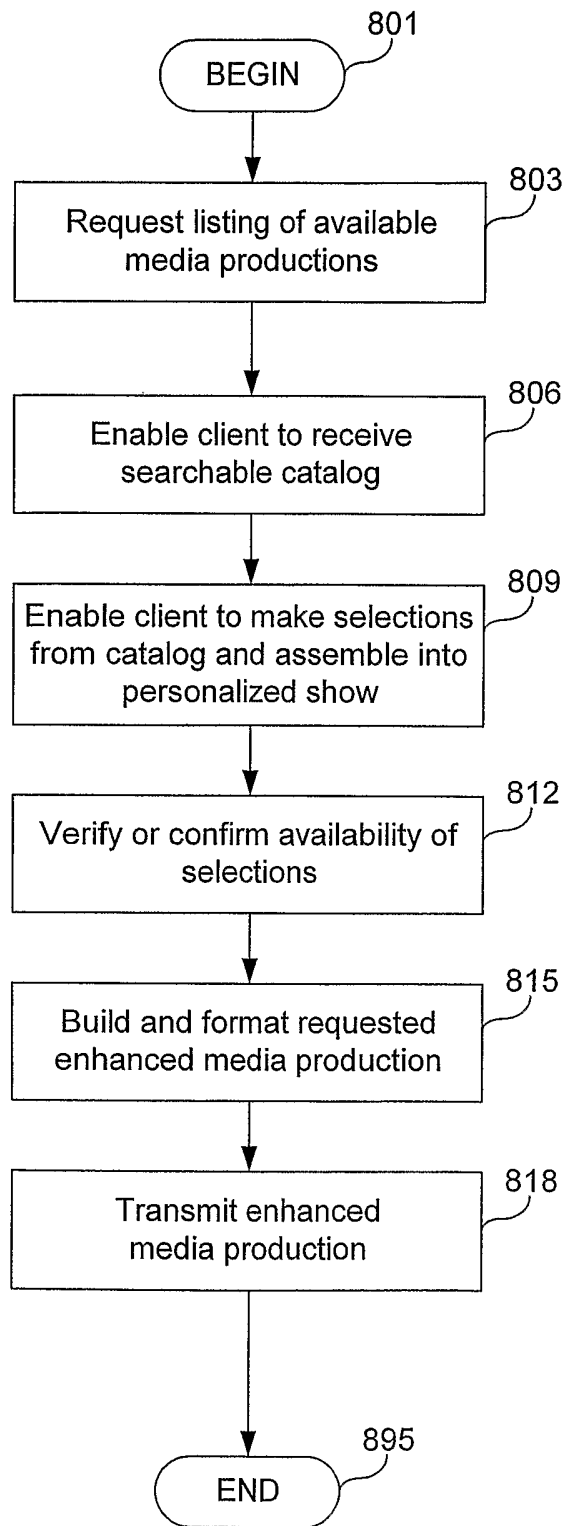 801
BEGIN
803
Request listing of available
media productions
806
Enable client to receive
searchable catalog
809
Enable client to make selections
from catalog and assemble into
personalized show
812
Verify or confirm availability of
selections
815
Build and format requested
enhanced media production
818
Transmit enhanced
media production
895
END